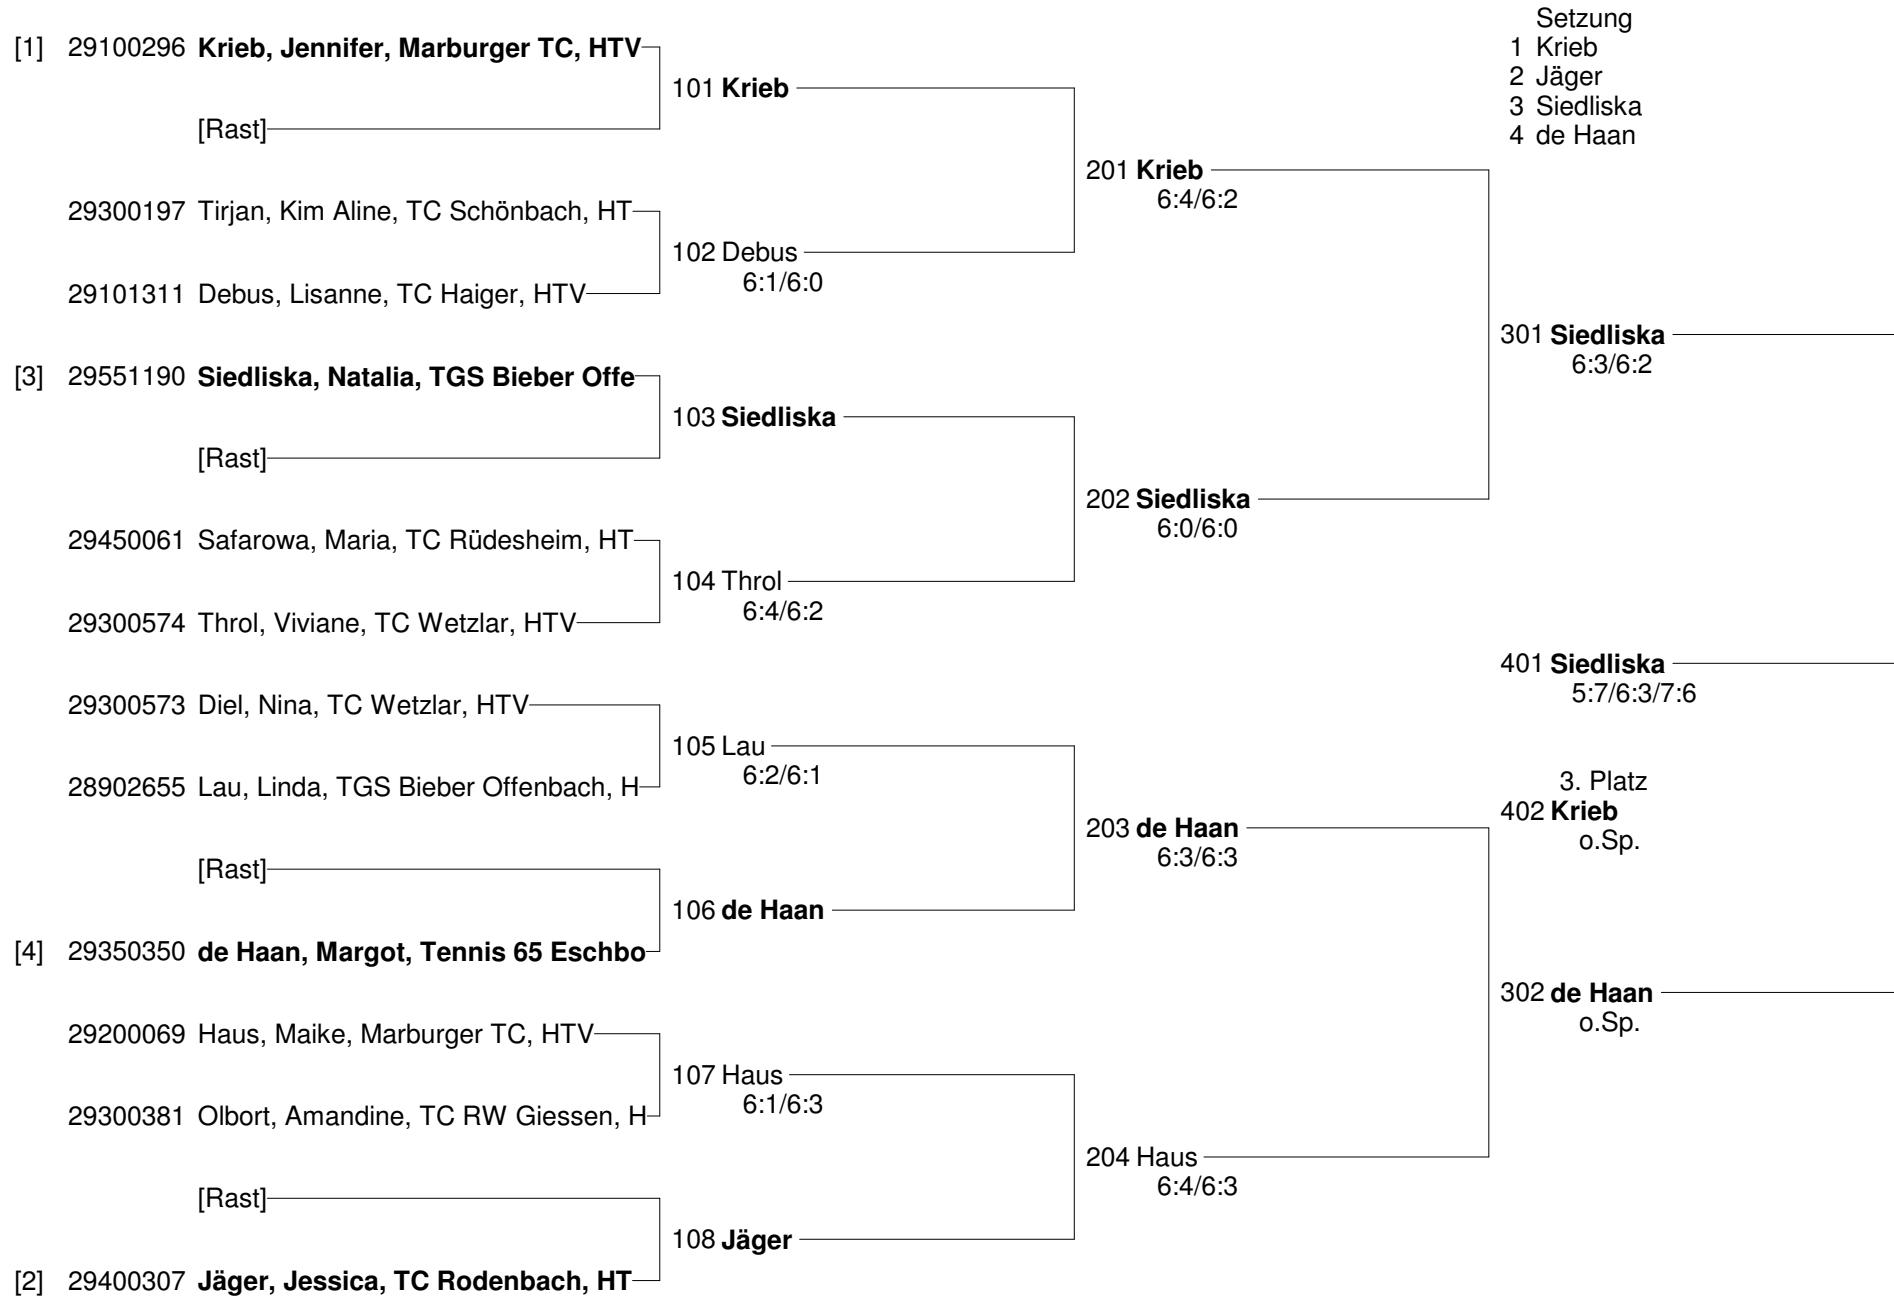 Setzung
1 Krieb
2 Jäger
3 Siedliska
4 de Haan
[1] 29100296 Krieb, Jennifer, Marburger TC, HTV
101 Krieb
[Rast]
201 Krieb
6:4/6:2
29300197 Tirjan, Kim Aline, TC Schönbach, HT
102 Debus
6:1/6:0
29101311 Debus, Lisanne, TC Haiger, HTV
301 Siedliska
6:3/6:2
[3] 29551190 Siedliska, Natalia, TGS Bieber Offe
103 Siedliska
[Rast]
202 Siedliska
6:0/6:0
29450061 Safarowa, Maria, TC Rüdesheim, HT
104 Throl
6:4/6:2
29300574 Throl, Viviane, TC Wetzlar, HTV
401 Siedliska
5:7/6:3/7:6
29300573 Diel, Nina, TC Wetzlar, HTV
105 Lau
6:2/6:1
28902655 Lau, Linda, TGS Bieber Offenbach, H
3. Platz
402 Krieb
o.Sp.
203 de Haan
6:3/6:3
[Rast]
106 de Haan
[4] 29350350 de Haan, Margot, Tennis 65 Eschbo
302 de Haan
o.Sp.
29200069 Haus, Maike, Marburger TC, HTV
107 Haus
6:1/6:3
29300381 Olbort, Amandine, TC RW Giessen, H
204 Haus
6:4/6:3
[Rast]
108 Jäger
[2] 29400307 Jäger, Jessica, TC Rodenbach, HT